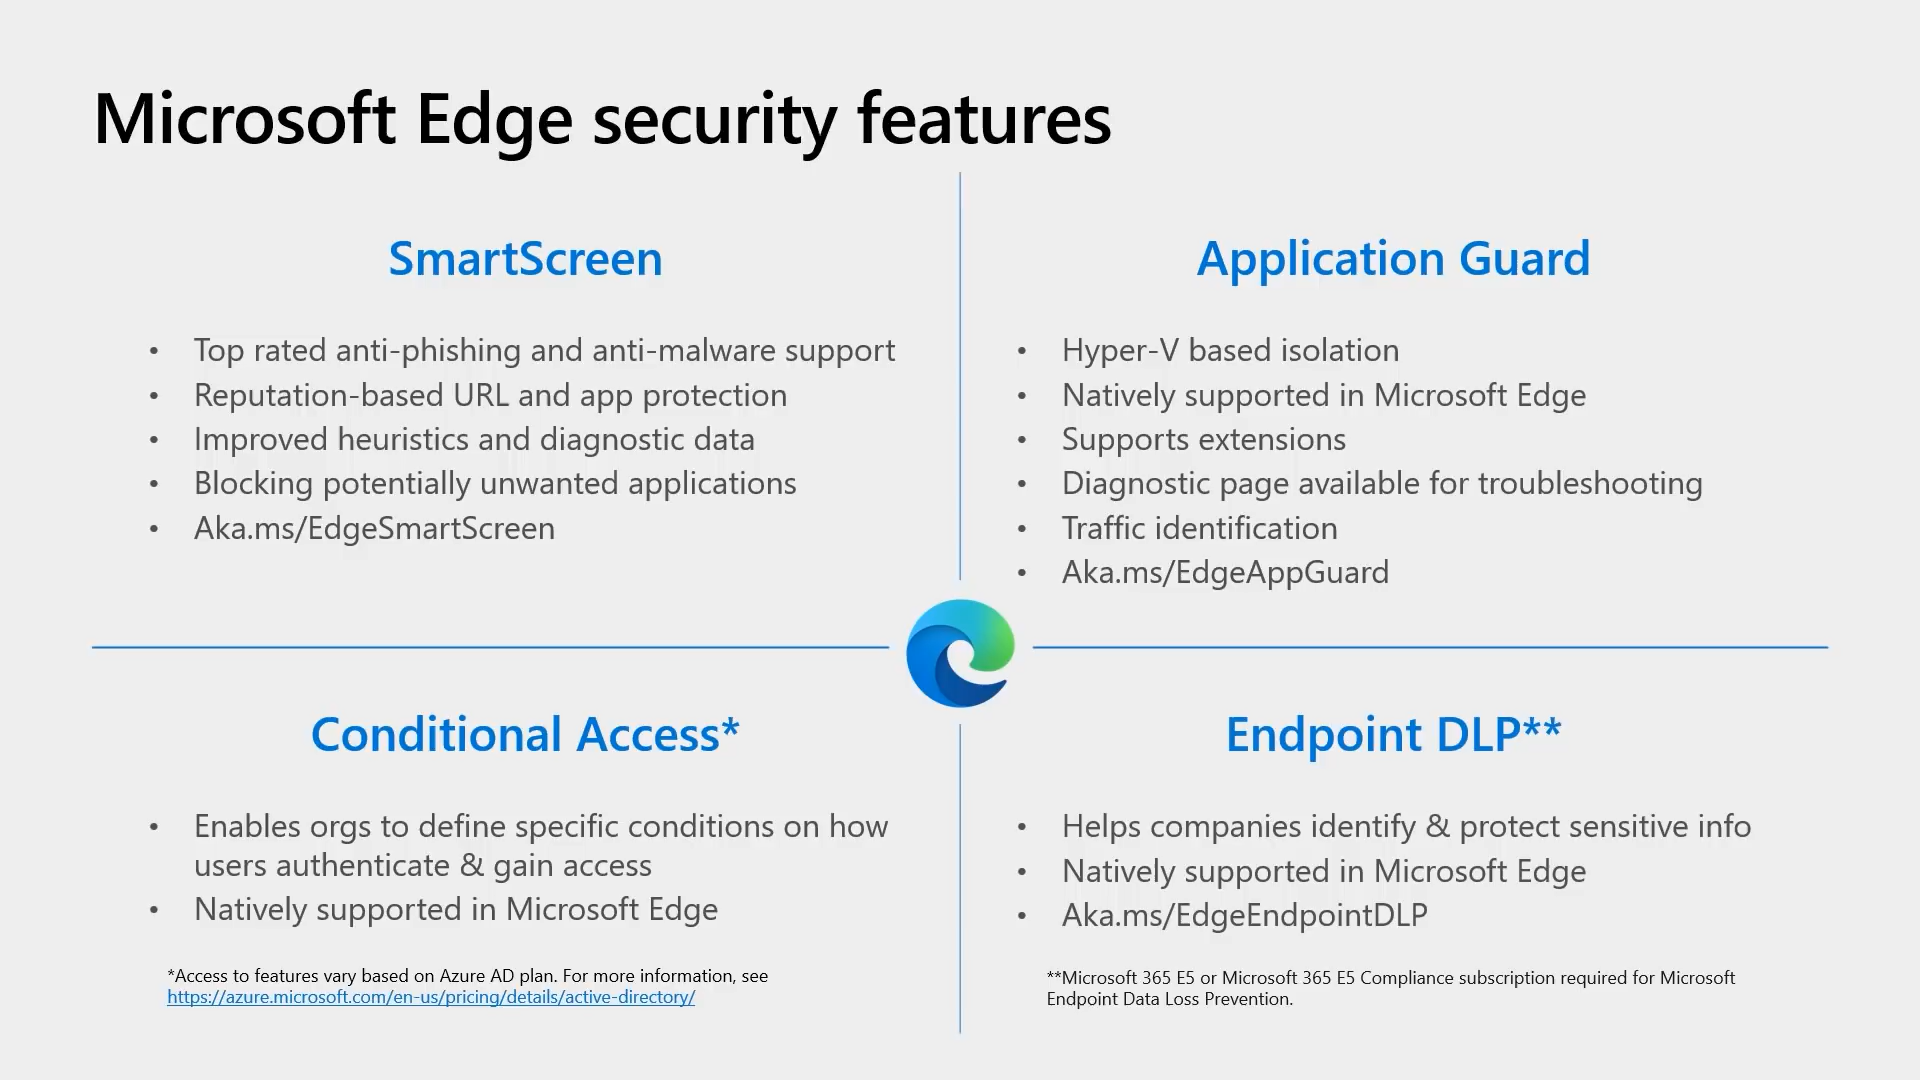 Microsoft Edge security features
SmartScreen
• Top rated anti-phishing and anti-malware support
• Reputation-based URL and app protection
• Improved heuristics and diagnostic data
• Blocking potentially unwanted applications
• Aka.ms/EdgeSmartScreen
Application Guard
• Hyper-V based isolation
• Natively supported in Microsoft Edge
• Supports extensions
• Diagnostic page available for troubleshooting
• Traffic identification
• Aka.ms/EdgeAppGuard
Conditional Access*
• Enables orgs to define specific conditions on how
users authenticate & gain access
• Natively supported in Microsoft Edge
*Access to features vary based on Azure AD plan. For more information, see
https://azure.microsoft.com/en-us/pricing/details/active-directory/
Endpoint DLP**
• Helps companies identify & protect sensitive info
• Natively supported in Microsoft Edge
• Aka.ms/EdgeEndpointDLP
**Microsoft 365 E5 or Microsoft 365 E5 Compliance subscription required for Microsoft
Endpoint Data Loss Prevention.